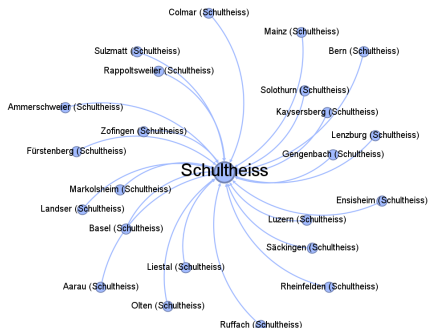 Colmar (Schultheiss)
Mainz (Schultheiss)
Sulzmatt (Schultheiss)
Bern (Schultheiss)
Rappoltsweiler (Schultheiss)
Solothurn (Schultheiss)
Ammerschweier (Schultheiss)
Kaysersberg (Schultheiss)
Zofingen (Schultheiss)
Lenzburg (Schultheiss)
Fürstenberg (Schultheiss)
Gengenbach (Schultheiss)
Schultheiss
Markolsheim (Schultheiss)
Ensisheim (Schultheiss)
Landser (Schultheiss)
Luzern (Schultheiss)
Basel (Schultheiss)
Säckingen (Schultheiss)
Liestal (Schultheiss)
Aarau (Schultheiss)
Rheinfelden (Schultheiss)
Olten (Schultheiss)
Ruffach (Schultheiss)